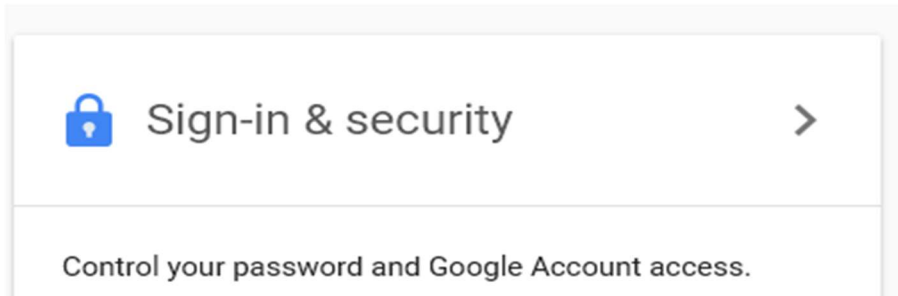 Sign-in & security
Control your password and Google Account access.